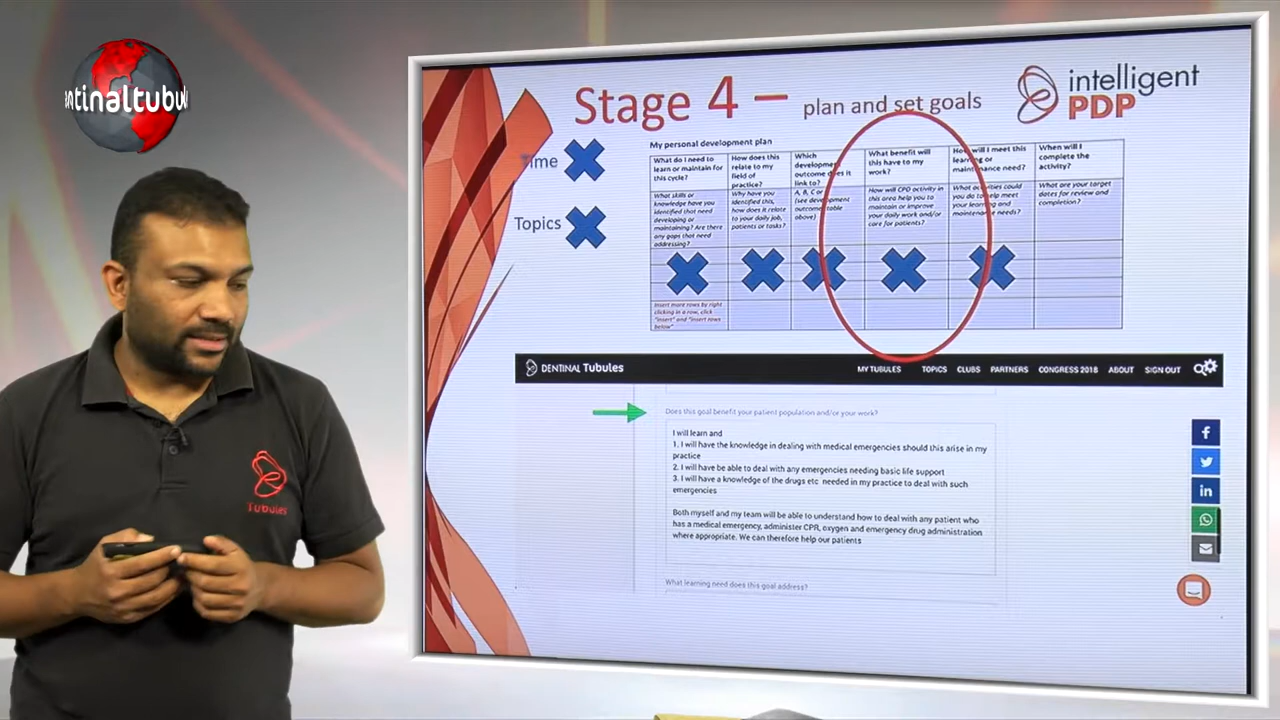 ntinaltubu
Stage 4 – plan and set goals
intelligent
PDP
Time
Topics
My personal development plan
What do I need to
learn or maintain for
this cycle?
How does this
relate to my
field of
practice?
Which
development
outcome does it
link to?
What benefit will
this have to my
work?
How will I meet this
learning or
maintenance need?
When will I
complete the
activity?
What skills or
knowledge have you
identified that need
developing or
maintaining? Are there
any gaps that need
addressing?
Why have you
identified this,
how does it relate
to your daily job,
patients or tasks?
A, B, C or
(see development
outcomes table
above)
How will CPD activity in
this area help you to
maintain or improve
your daily work and/or
care for patients?
What activities could
you do to help meet
your learning and
maintenance needs?
What are your target
dates for review and
completion?
Insert more rows by right
clicking in a row, click
"insert" and "insert rows
below"
DENTINAL Tubules
MY TUBULES TOPICS CLUBS PARTNERS CONGRESS 2018 ABOUT SIGN OUT
Does this goal benefit your patient population and/or your work?
I will learn and
1. I will have the knowledge in dealing with medical emergencies should this arise in my
practice
2. I will have be able to deal with any emergencies needing basic life support
3. I will have a knowledge of the drugs etc needed in my practice to deal with such
emergencies
Both myself and my team will be able to understand how to deal with any patient who
has a medical emergency, administer CPR, oxygen and emergency drug administration
where appropriate. We can therefore help our patients
What learning need does this goal address?
Tubules